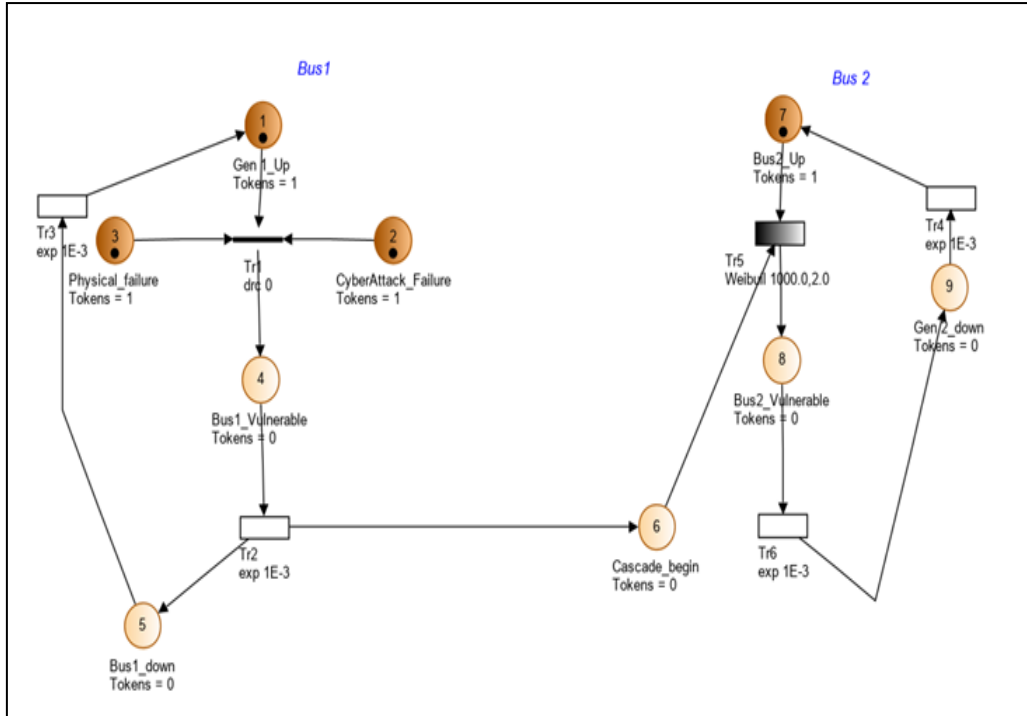 Bus1
Bus 2
1
Gen 1_Up
Tokens = 1
7
Bus2_Up
Tokens = 1
Tr3
exp 1E-3
3
Physical_failure
Tokens = 1
Tr1
drc 0
2
CyberAttack_Failure
Tokens = 1
Tr5
Weibull 1000.0,2.0
Tr4
exp 1E-3
9
Gen 2_down
Tokens = 0
4
Bus1_Vulnerable
Tokens = 0
8
Bus2_Vulnerable
Tokens = 0
Tr2
exp 1E-3
6
Cascade_begin
Tokens = 0
Tr6
exp 1E-3
5
Bus1_down
Tokens = 0